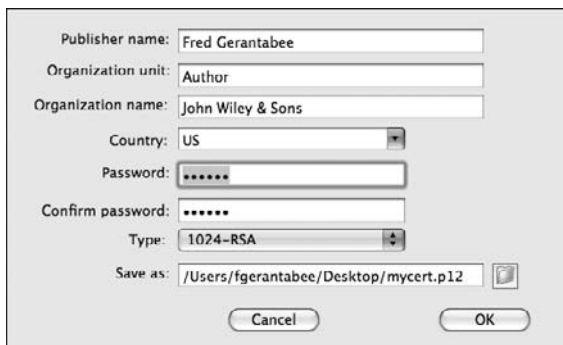 Publisher name: Fred Gerantabee
Organization unit: Author
Organization name: John Wiley & Sons
Country: US
Password: ••••••
Confirm password: ••••••
Type: 1024-RSA
Save as: /Users/fgerantabee/Desktop/mycert.p12
Cancel OK